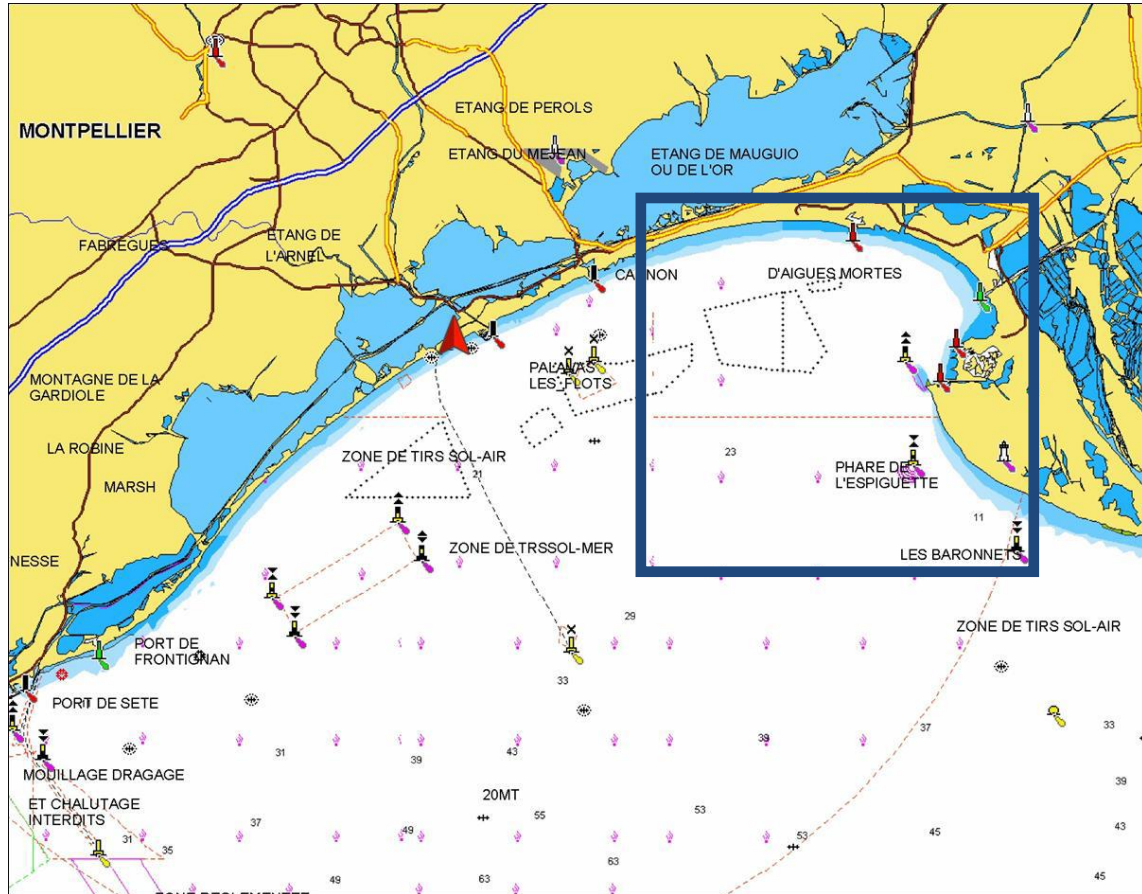 ETANG DE PEROLS
MONTPELLIER
ETANG DU MEJEAN
ETANG DE MAUGUIO
OU DE L'OR
ETANG DE
L'ARNEL
FABREGUES
CARNON
D'AIGUES MORTES
PALAVAS
LES-FLOTS
MONTAGNE DE LA
GARDIOLE
LA ROBINE
ZONE DE TIRS SOL-AIR
21
23
PHARE DE
L'ESPIGUETTE
MARSH
11
ZONE DE TRSSOL-MER
LES BARONNETS
NESSE
29
ZONE DE TIRS SOL-AIR
PORT DE
FRONTIGNAN
33
PORT DE SETE
37
33
31
39
43
39
MOUILLAGE DRAGAGE
39
ET CHALUTAGE
INTERDITS
20MT
55
53
37
49
31
53
45
43
35
63
49
63
45